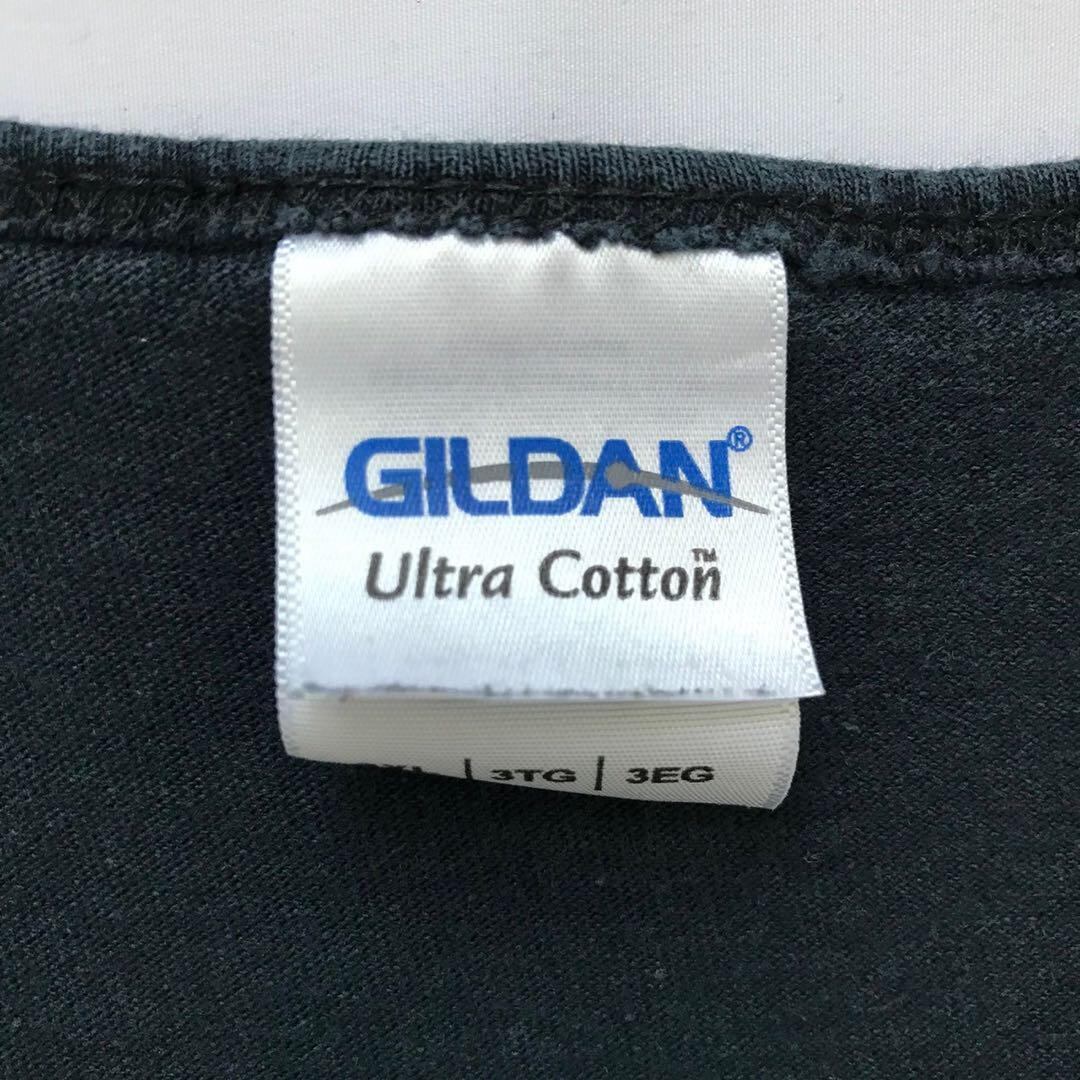 GILDAN®
Ultra Cotton™
| 3TG | 3EG